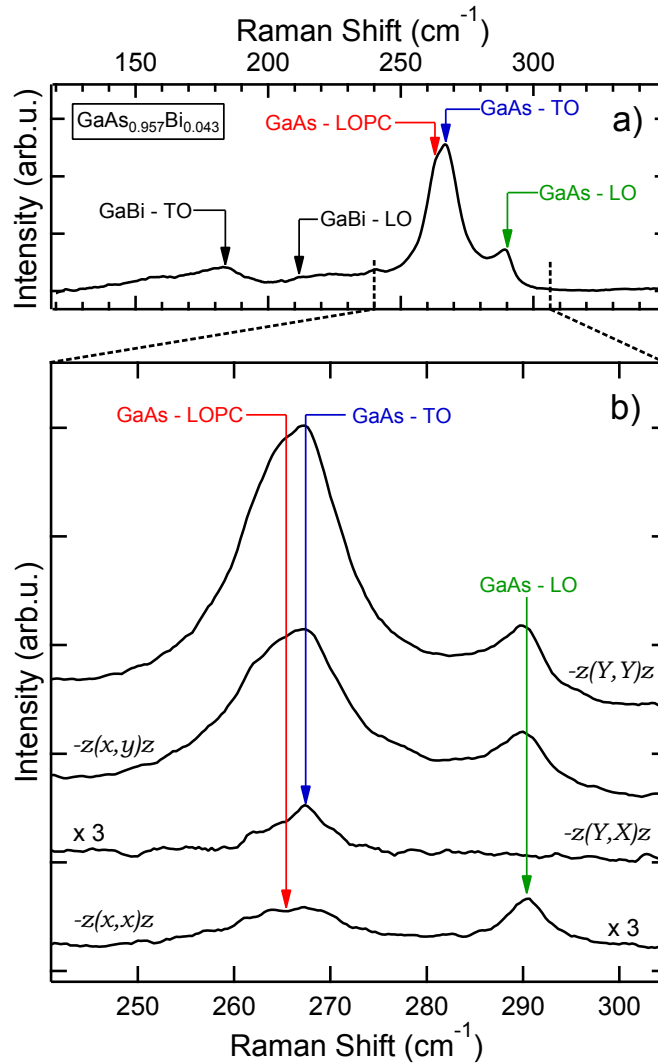 Raman Shift (cm⁻¹)
150 200 250 300
GaAs₀.₉₅₇Bi₀.₀₄₃
GaAs - TO
a)
GaAs - LOPC
GaAs - LO
GaBi - TO
GaBi - LO
Intensity (arb.u.)
b)
GaAs - LOPC
GaAs - TO
GaAs - LO
-z(Y,Y)z
-z(x,y)z
x 3
-z(Y,X)z
-z(x,x)z
x 3
Intensity (arb.u.)
250 260 270 280 290 300
Raman Shift (cm⁻¹)